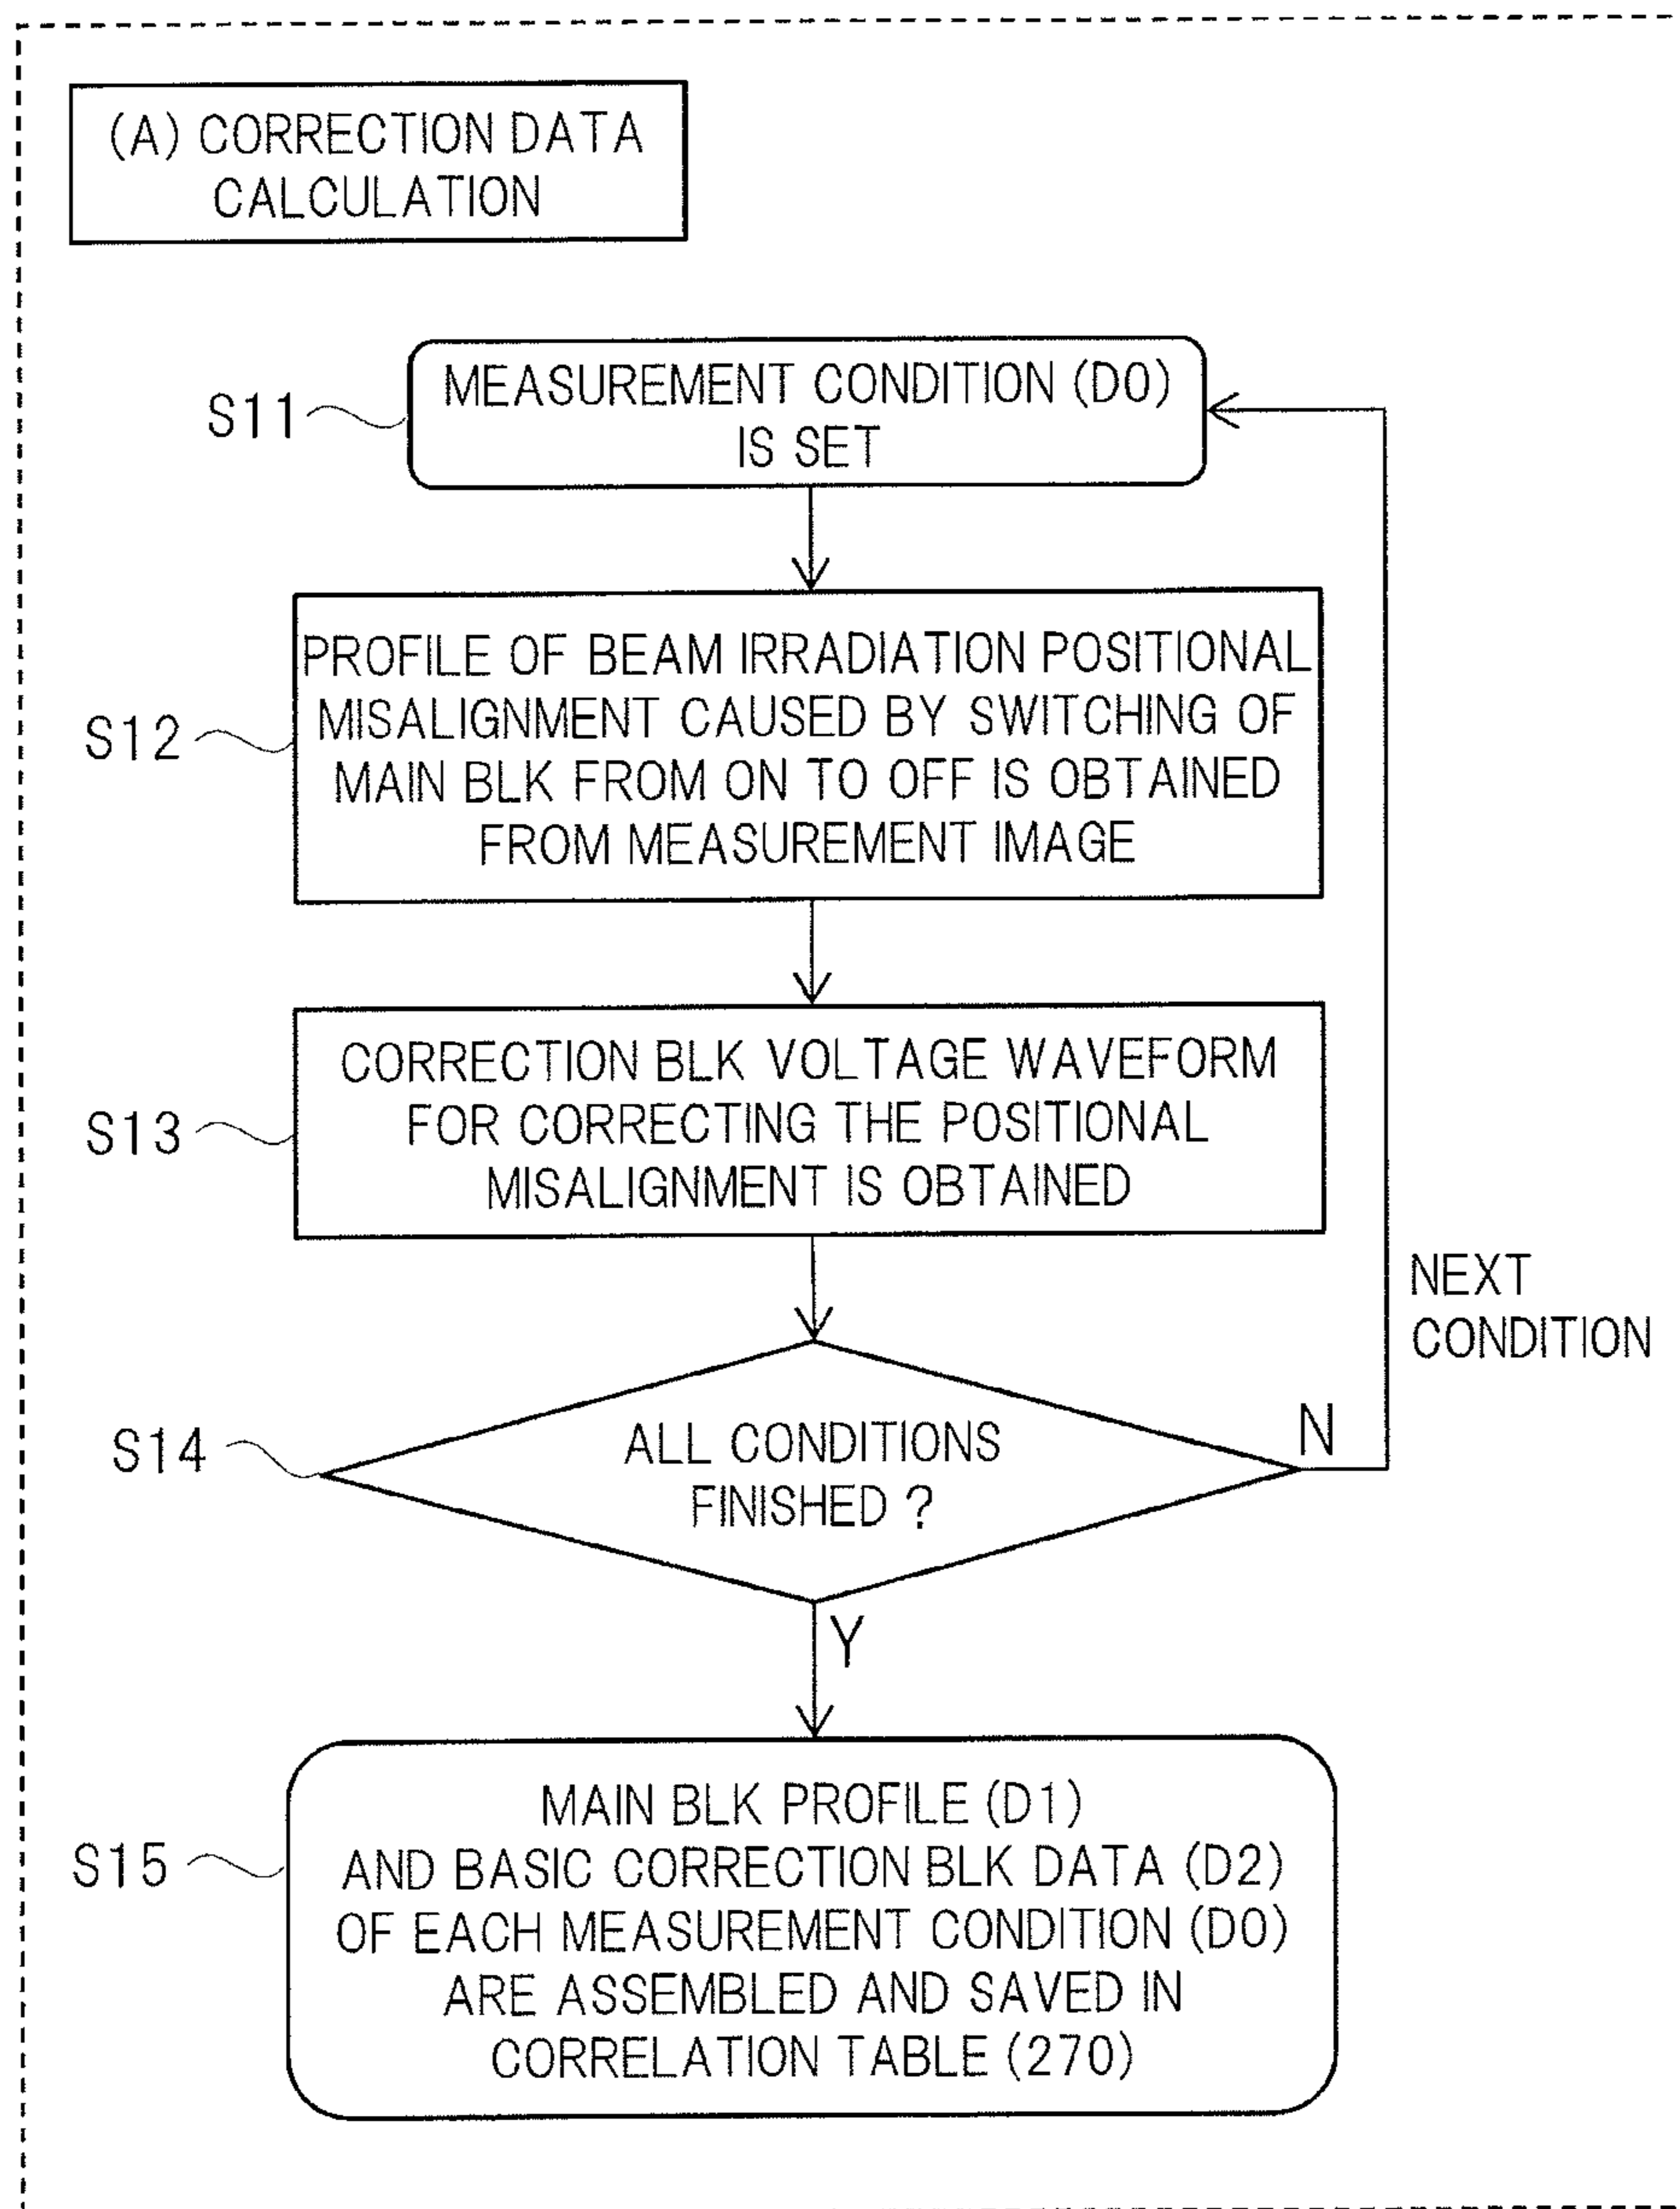 (A) CORRECTION DATA
CALCULATION
S11
MEASUREMENT CONDITION (D0)
IS SET
S12
PROFILE OF BEAM IRRADIATION POSITIONAL
MISALIGNMENT CAUSED BY SWITCHING OF
MAIN BLK FROM ON TO OFF IS OBTAINED
FROM MEASUREMENT IMAGE
S13
CORRECTION BLK VOLTAGE WAVEFORM
FOR CORRECTING THE POSITIONAL
MISALIGNMENT IS OBTAINED
NEXT
CONDITION
S14
ALL CONDITIONS
FINISHED ?
N
Y
S15
MAIN BLK PROFILE (D1)
AND BASIC CORRECTION BLK DATA (D2)
OF EACH MEASUREMENT CONDITION (D0)
ARE ASSEMBLED AND SAVED IN
CORRELATION TABLE (270)